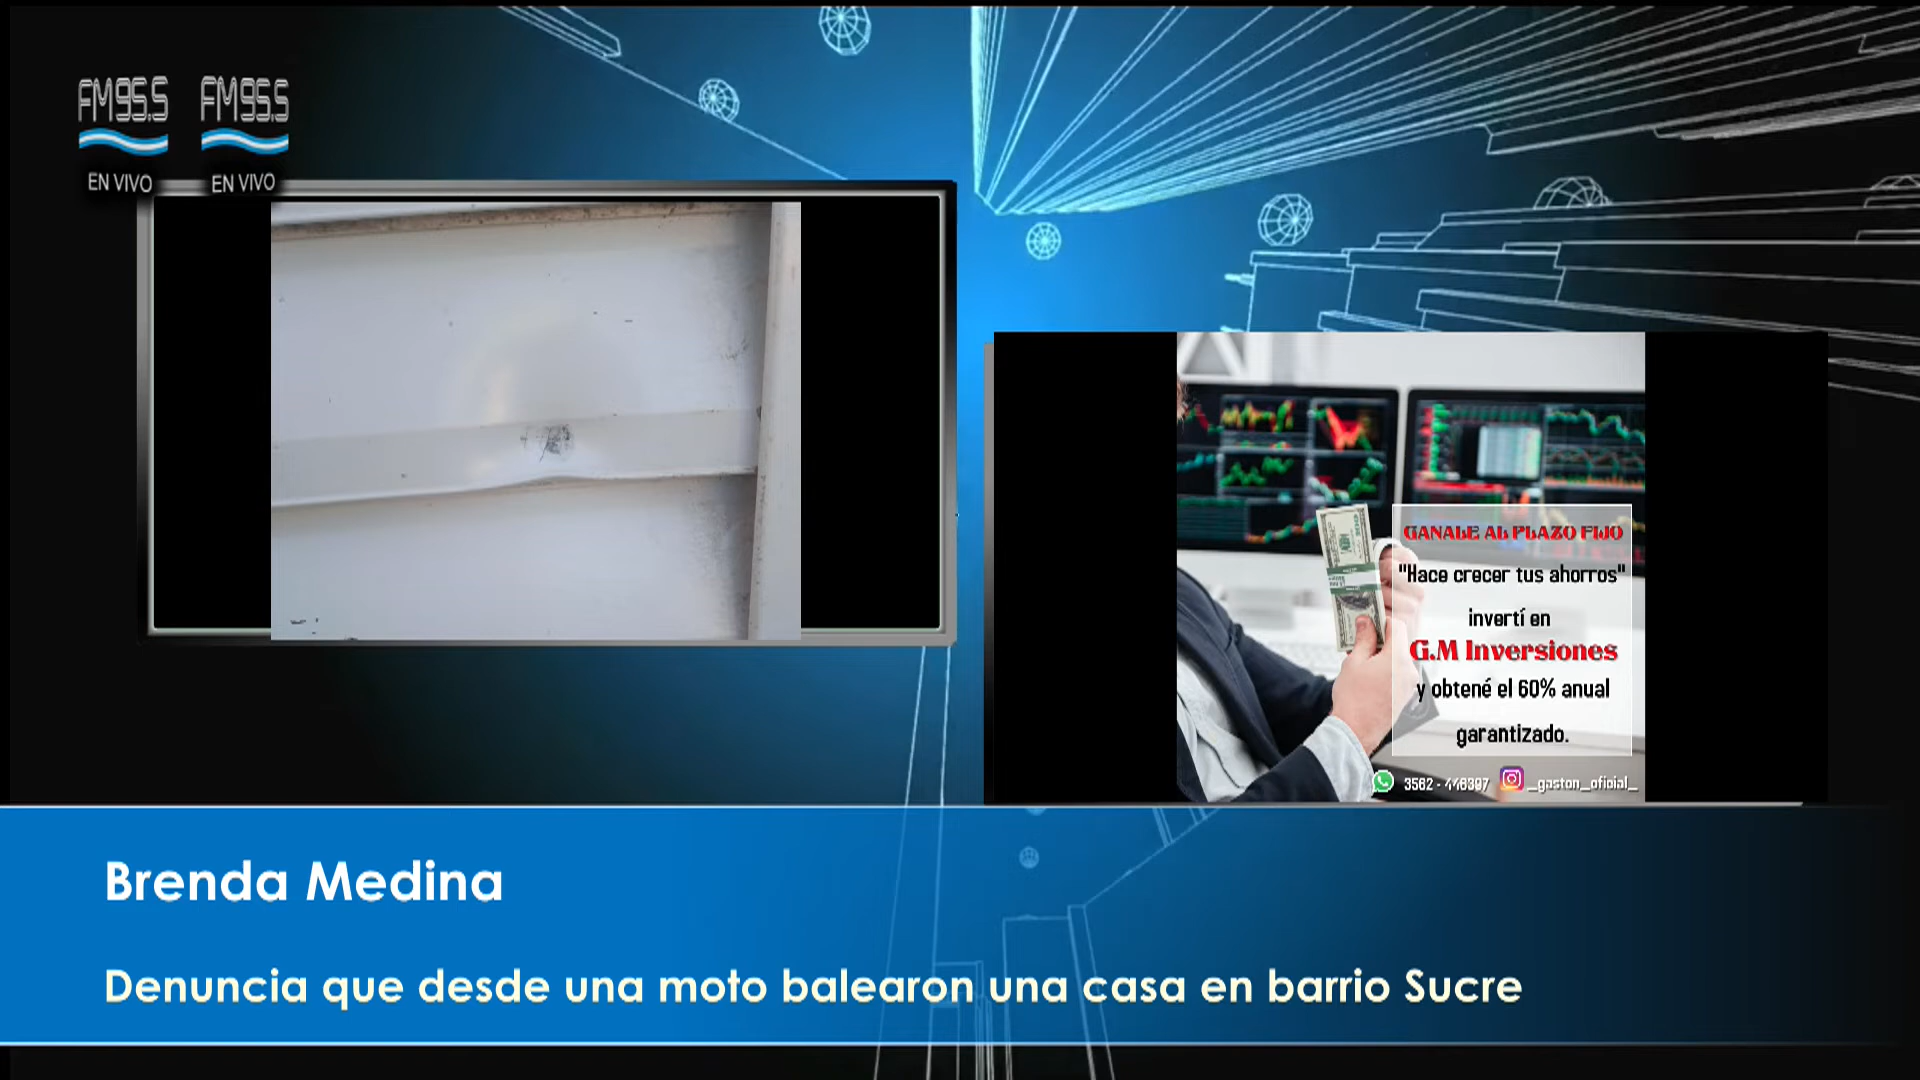 FM95.5 FM95.5
EN VIVO EN VIVO
GANALE AL PLAZO FIJO
"Hace crecer tus ahorros"
invertí en
G.M Inversiones
y obtené el 60% anual
garantizado.
3562 - 446397 _gaston_oficial_
Brenda Medina
Denuncia que desde una moto balearon una casa en barrio Sucre